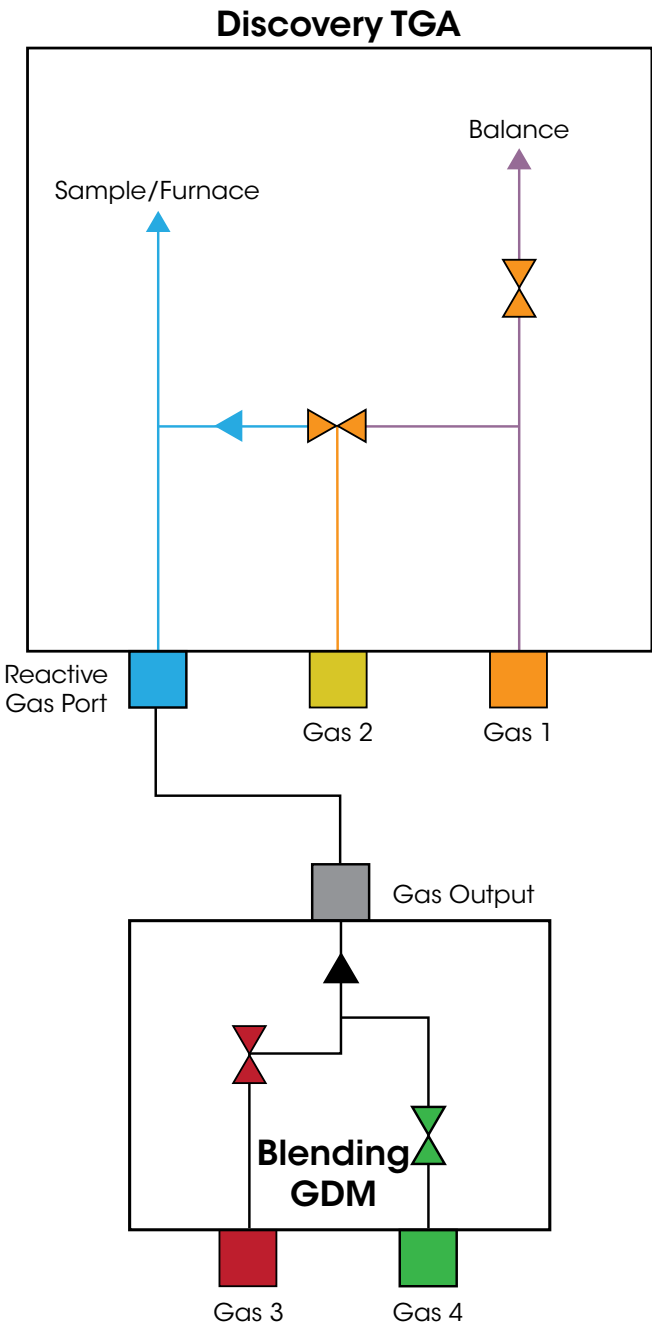 Discovery TGA
Balance
Sample/Furnace
Reactive
Gas Port
Gas 2
Gas 1
Gas Output
Blending
GDM
Gas 3
Gas 4